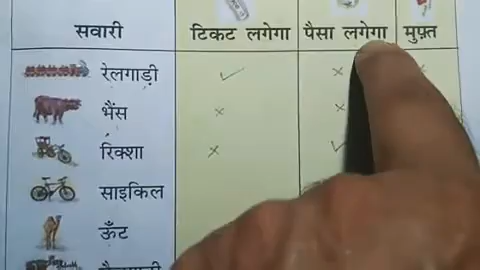 सवारी टिकट लगेगा पैसा लगेगा मुफ़्त
रेलगाड़ी ✓ ×
भैंस × ×
रिक्शा × ✓
साइकिल
ऊँट